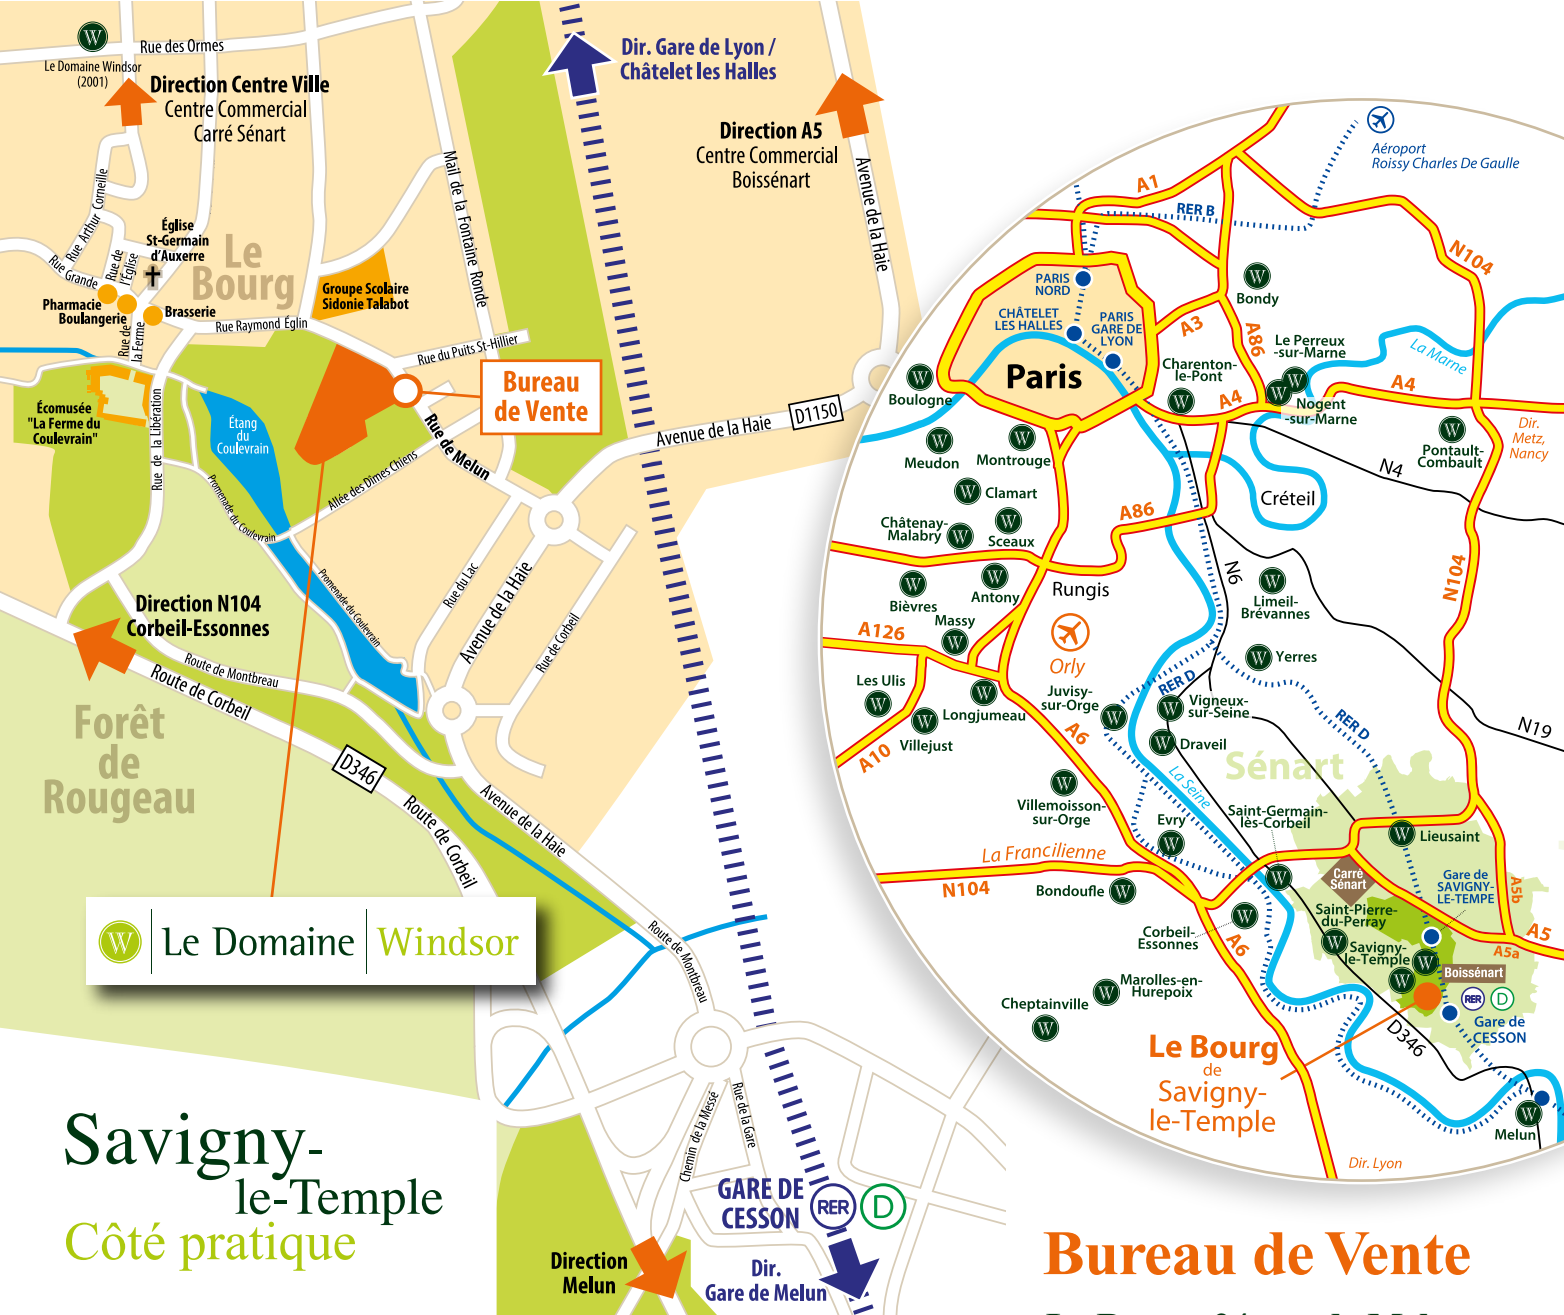 W
Rue des Ormes
Le Domaine Windsor
(2001)
Direction Centre Ville
Centre Commercial
Carré Sénart
Dir. Gare de Lyon /
Châtelet les Halles
Direction A5
Centre Commercial
Boissénart
Avenue de la Haie
Mail de la Fontaine Ronde
Rue Arthur Corneille
Rue Grande
Rue de
l'Eglise
Église
St-Germain
d'Auxerre
Le
Bourg
Groupe Scolaire
Sidonie Talabot
Pharmacie
Boulangerie
Brasserie
Rue de
la Ferme
Rue Raymond Églin
Rue du Puits St-Hillier
Bureau
de Vente
Écomusée
"La Ferme du
Coulevrain"
Rue de la libération
Étang
du
Coulevrain
Rue de Melun
Avenue de la Haie
D1150
Allée des Dîmes Chiens
Promenade du Coulevrain
Promenade du Coulevrain
Rue du Lac
Avenue de la Haie
Rue de Corbeil
Direction N104
Corbeil-Essonnes
Route de Montbreau
Route de Corbeil
Forêt
de
Rougeau
D346
Route de Corbeil
Avenue de la Haie
W Le Domaine Windsor
Route de Montbreau
Chemin de la Messé
Rue de la Gare
Savigny-
le-Temple
Côté pratique
GARE DE
CESSON
RER D
Direction
Melun
Dir.
Gare de Melun
Aéroport
Roissy Charles De Gaulle
A1
RER B
N104
PARIS
NORD
CHÂTELET
LES HALLES
PARIS
GARE DE
LYON
Paris
W
Bondy
A3
A86
Le Perreux
-sur-Marne
La Marne
Charenton-
le-Pont
W
W
W
Nogent
-sur-Marne
A4
A4
Dir.
Metz,
Nancy
W
Boulogne
W
Meudon
W
Montrouge
W
Pontault-
Combault
N4
Créteil
W
Clamart
Châtenay-
Malabry
W
W
Sceaux
A86
N6
N104
W
Bièvres
W
Antony
Rungis
W
Limeil-
Brévannes
Massy
W
A126
Orly
W
Yerres
Les Ulis
W
W
Longjumeau
W
Villejust
A10
Juvisy-
sur-Orge
W
A6
RER D
W
Vigneux-
sur-Seine
W
Draveil
RER D
N19
La Seine
Sénart
W
Villemoisson-
sur-Orge
Evry
W
Saint-Germain-
lès-Corbeil
W
W
Lieusaint
La Francilienne
N104
Bondoufle
W
Carré
Sénart
Gare de
SAVIGNY-
LE-TEMPE
A5b
Corbeil-
Essonnes
W
A6
Saint-Pierre-
du-Perray
W
Savigny-
le-Temple
W
W
A5
A5a
Boissénart
RER D
Gare de
CESSON
W
Marolles-en-
Hurepoix
Cheptainville
W
D346
Le Bourg
de
Savigny-
le-Temple
W
Melun
Dir. Lyon
Bureau de Vente